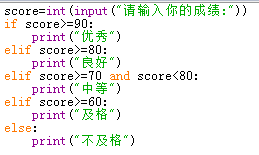 score=int(input("请输入你的成绩:"))
if score>=90:
    print("优秀")
elif score>=80:
    print("良好")
elif score>=70 and score<80:
    print("中等")
elif score>=60:
    print("及格")
else:
    print("不及格")